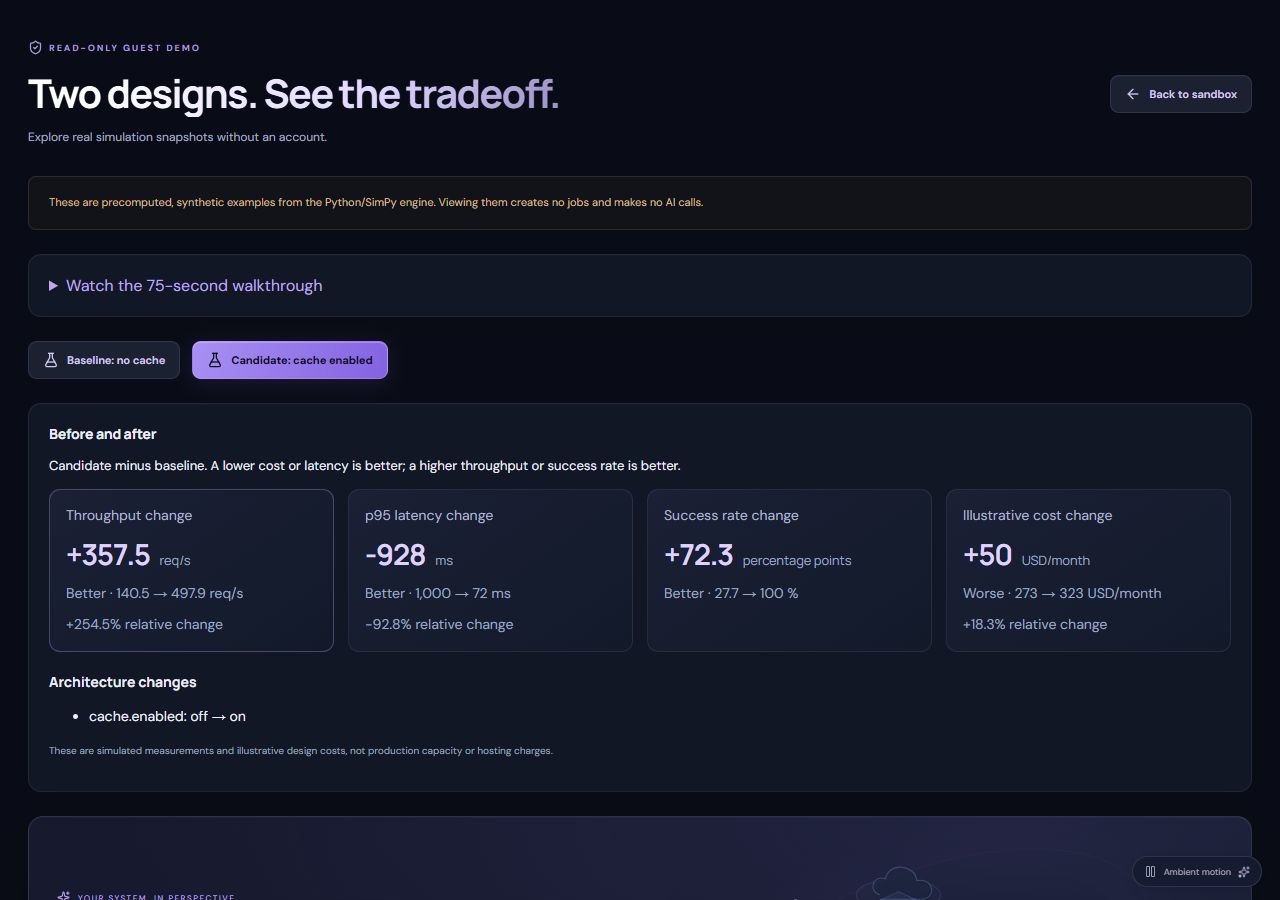 READ-ONLY GUEST DEMO
Two designs. See the tradeoff.
Back to sandbox
Explore real simulation snapshots without an account.
These are precomputed, synthetic examples from the Python/SimPy engine. Viewing them creates no jobs and makes no AI calls.
Watch the 75-second walkthrough
Baseline: no cache
Candidate: cache enabled
Before and after
Candidate minus baseline. A lower cost or latency is better; a higher throughput or success rate is better.
Throughput change
+357.5 req/s
Better · 140.5 → 497.9 req/s
+254.5% relative change
p95 latency change
-928 ms
Better · 1,000 → 72 ms
-92.8% relative change
Success rate change
+72.3 percentage points
Better · 27.7 → 100 %
Illustrative cost change
+50 USD/month
Worse · 273 → 323 USD/month
+18.3% relative change
Architecture changes
• cache.enabled: off → on
These are simulated measurements and illustrative design costs, not production capacity or hosting charges.
Ambient motion
YOUR SYSTEM, IN PERSPECTIVE